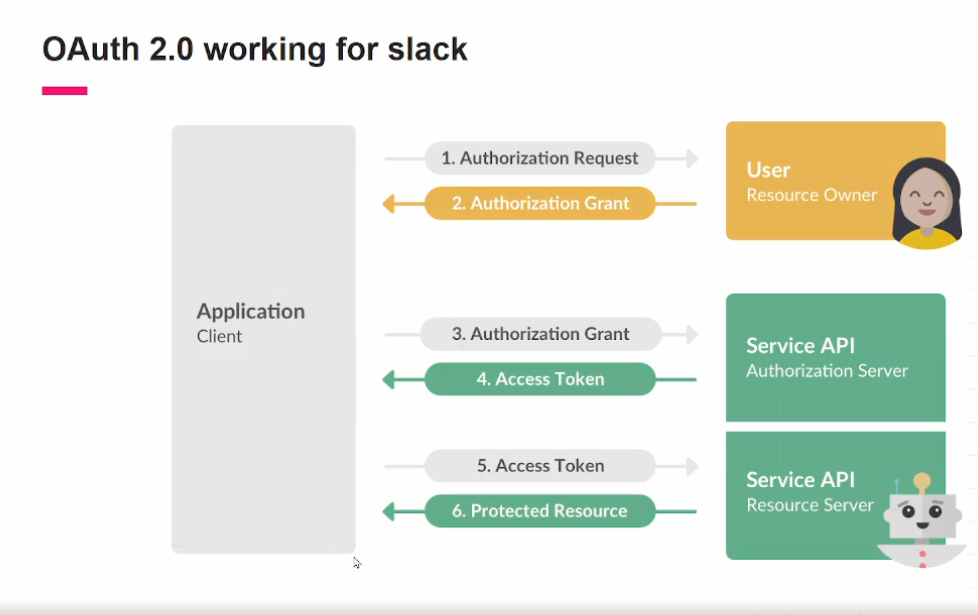 OAuth 2.0 working for slack
1. Authorization Request
2. Authorization Grant
User
Resource Owner
Application
Client
3. Authorization Grant
4. Access Token
Service API
Authorization Server
5. Access Token
6. Protected Resource
Service API
Resource Server